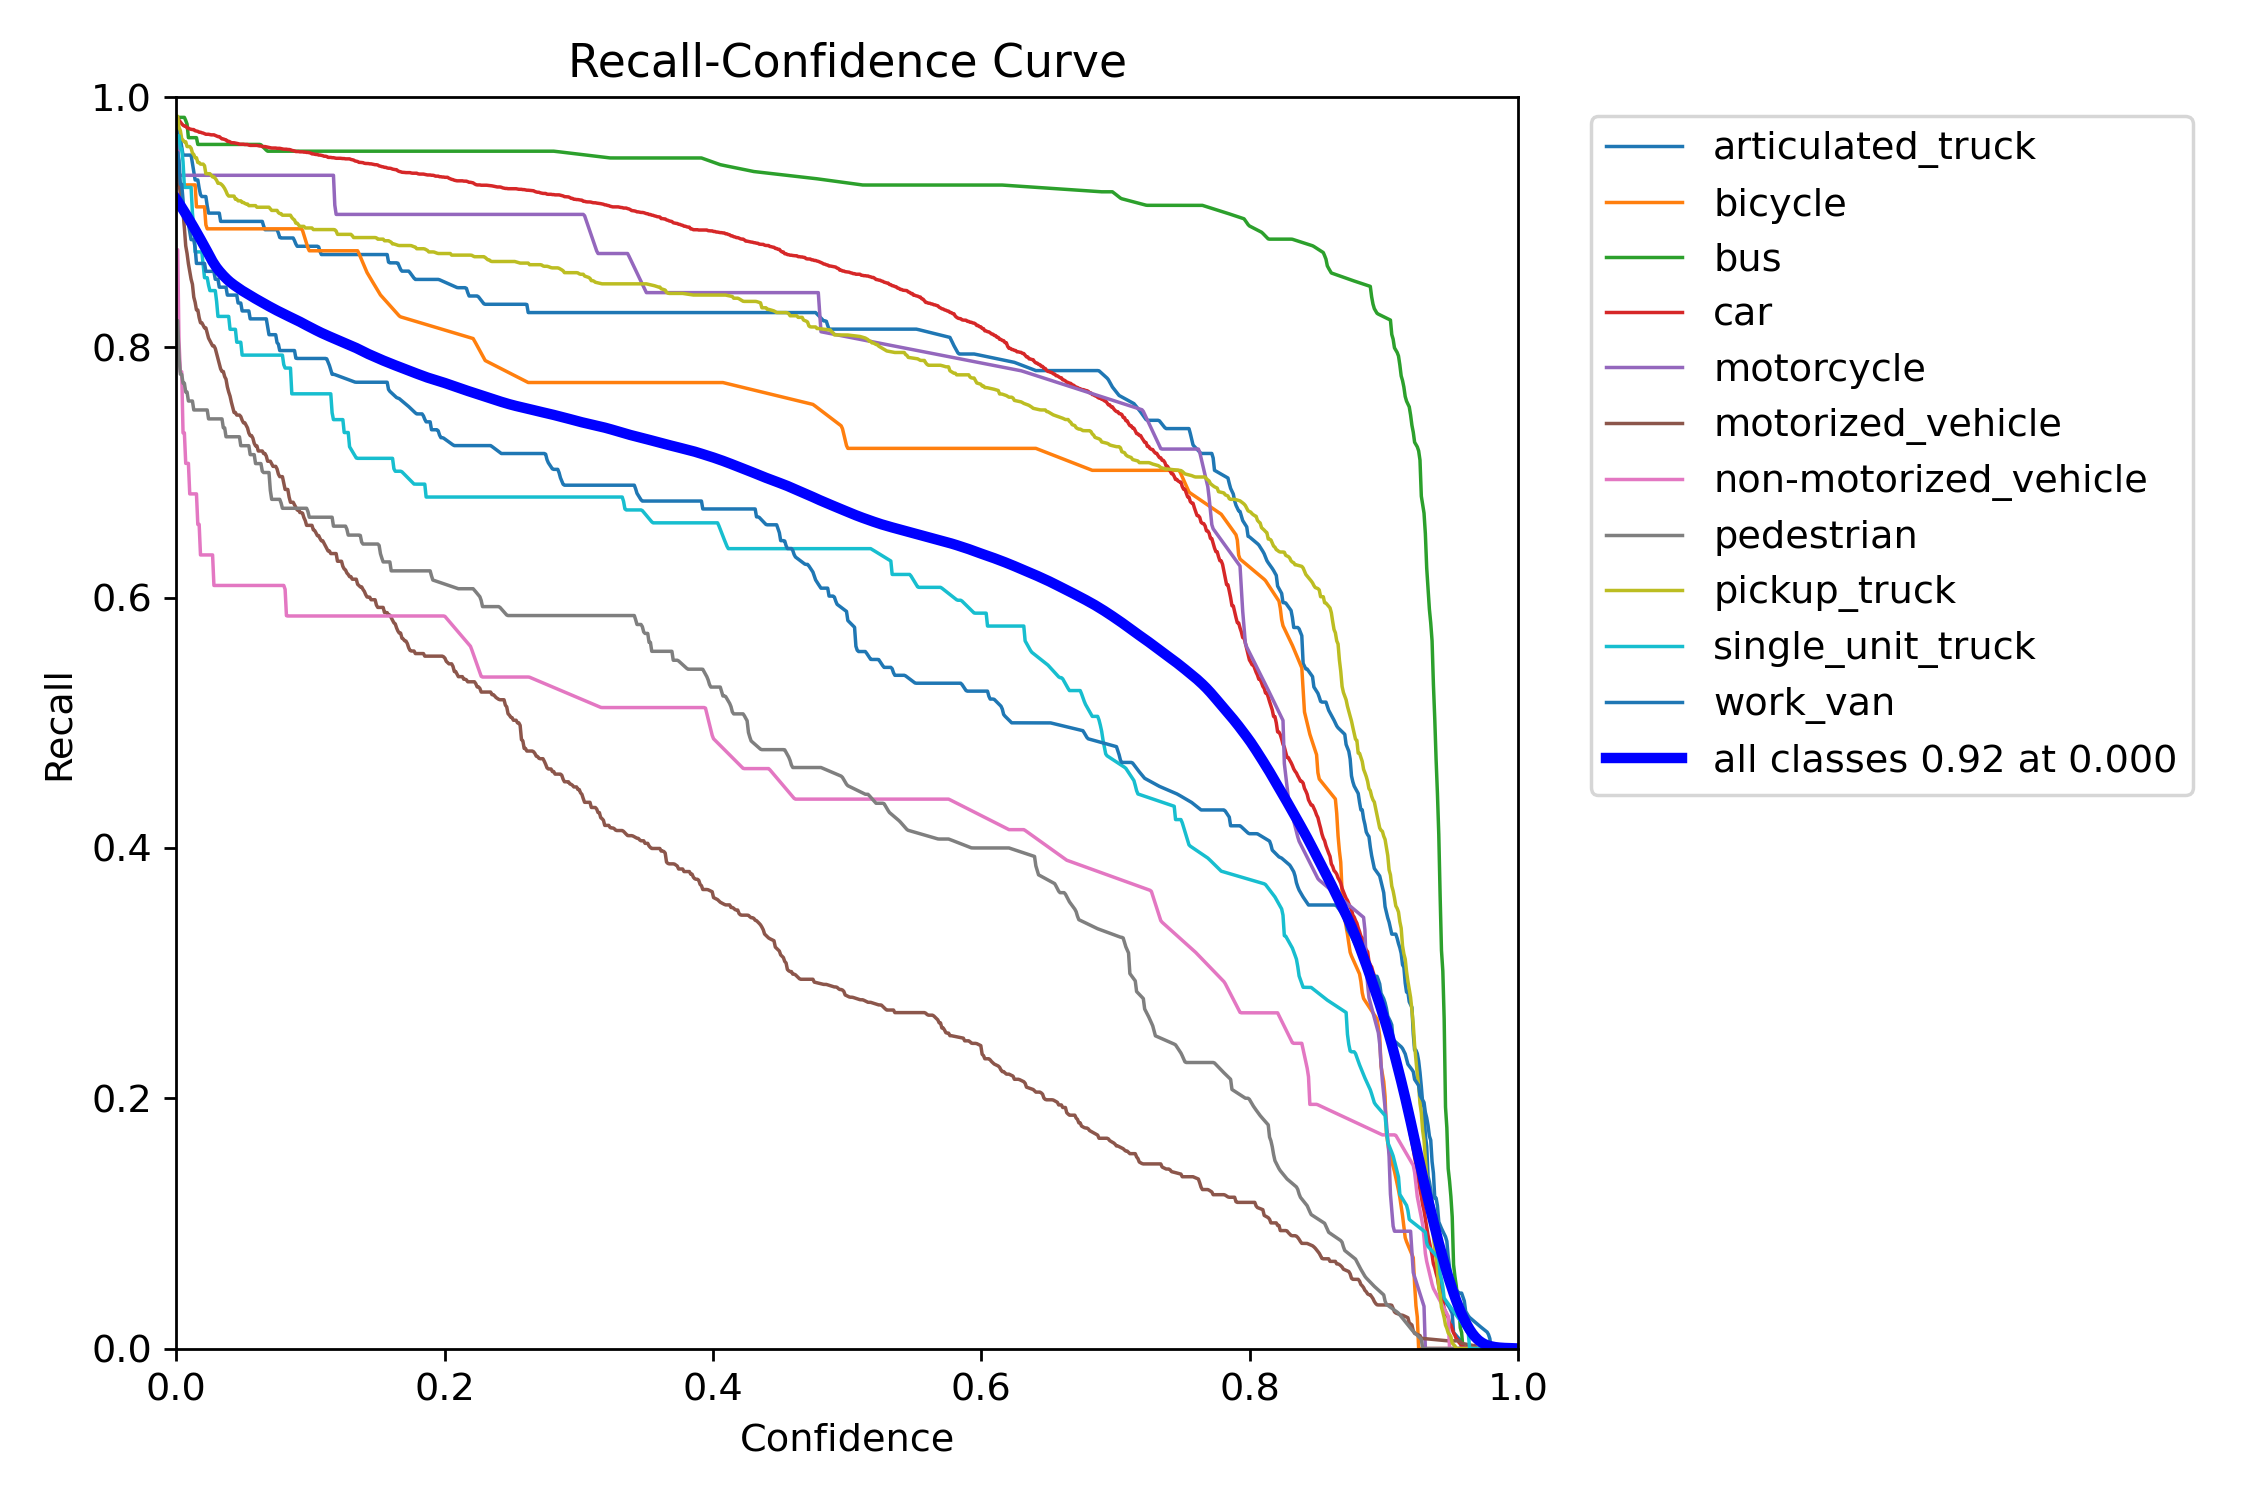 Recall-Confidence Curve
1.0
0.8
0.6
0.4
0.2
0.0
Recall
0.0 0.2 0.4 0.6 0.8 1.0
Confidence
articulated_truck
bicycle
bus
car
motorcycle
motorized_vehicle
non-motorized_vehicle
pedestrian
pickup_truck
single_unit_truck
work_van
all classes 0.92 at 0.000